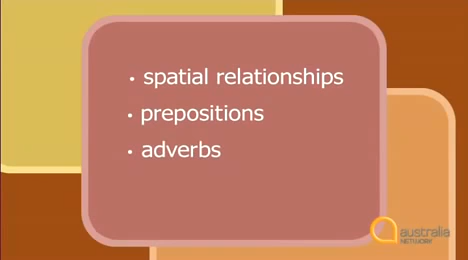 • spatial relationships
• prepositions
• adverbs
australia
NETWORK